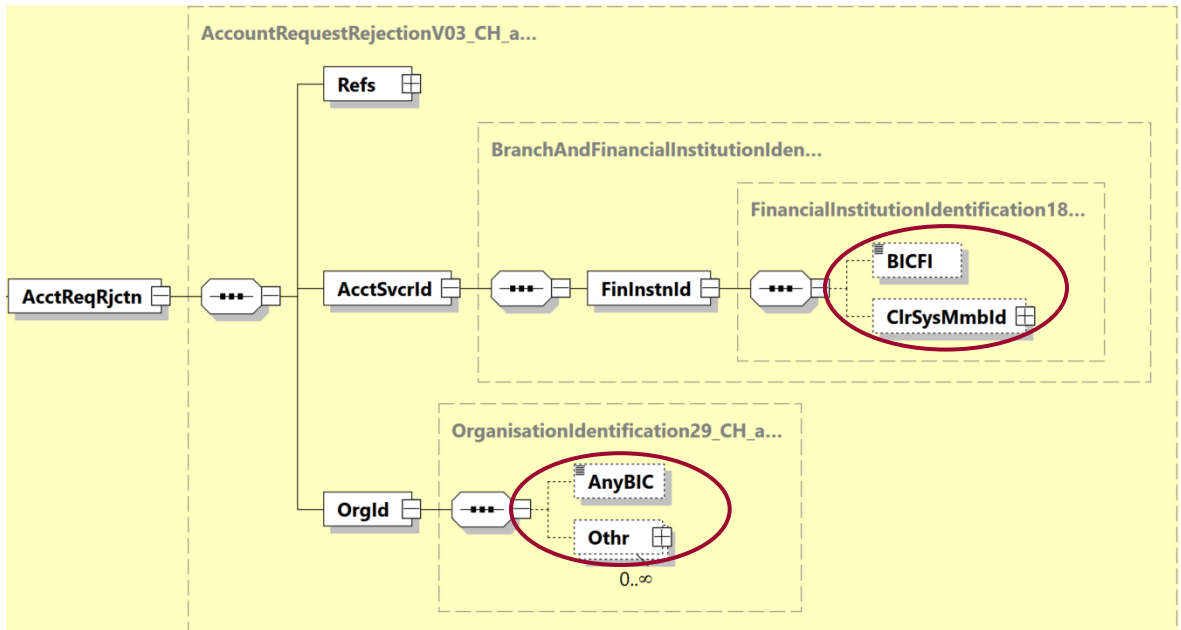 AccountRequestRejectionV03_CH_a...
Refs
BranchAndFinancialInstitutionIden...
FinancialInstitutionIdentification18...
BICFI
AcctReqRjctn
AcctSvcrId
FinInstnId
ClrSysMmbId
OrganisationIdentification29_CH_a...
AnyBIC
OrgId
Othr
0..∞